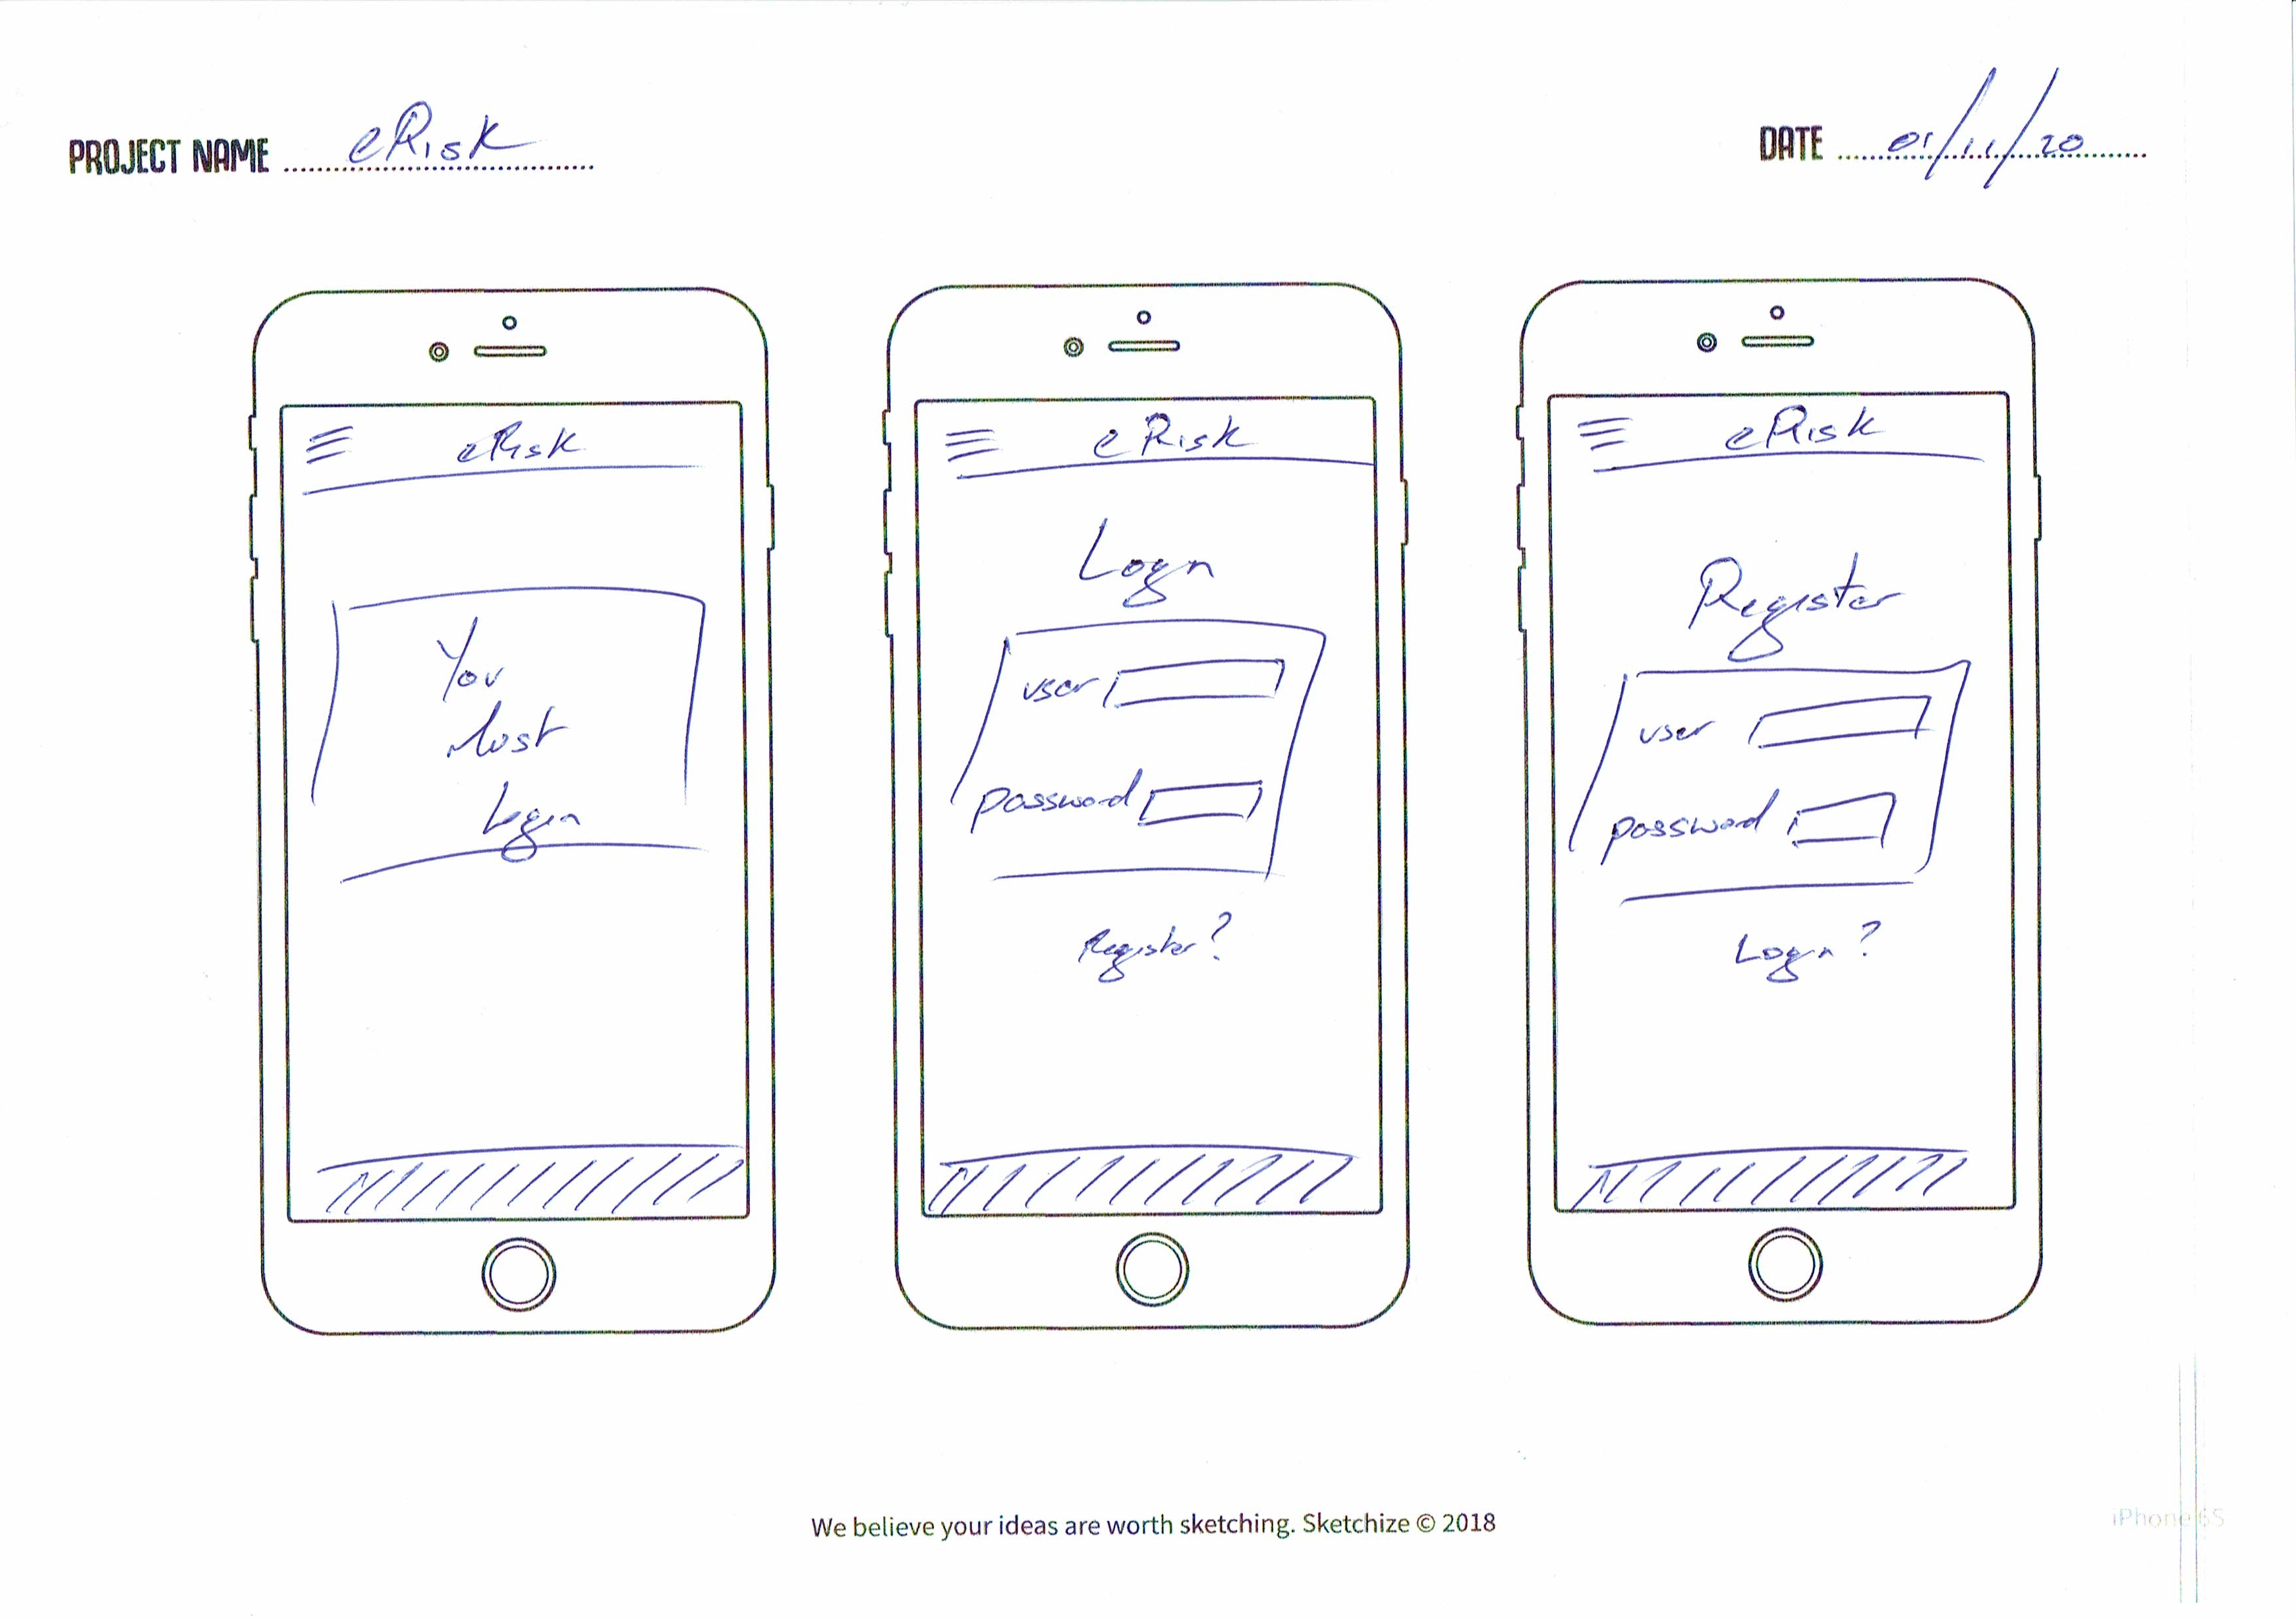 PROJECT NAME eRisk
DATE 01/11/20
eRisk
You
Must
Login
eRisk
Login
user
password
Register?
eRisk
Register
user
password
Login?
We believe your ideas are worth sketching. Sketchize © 2018
iPhone 6S